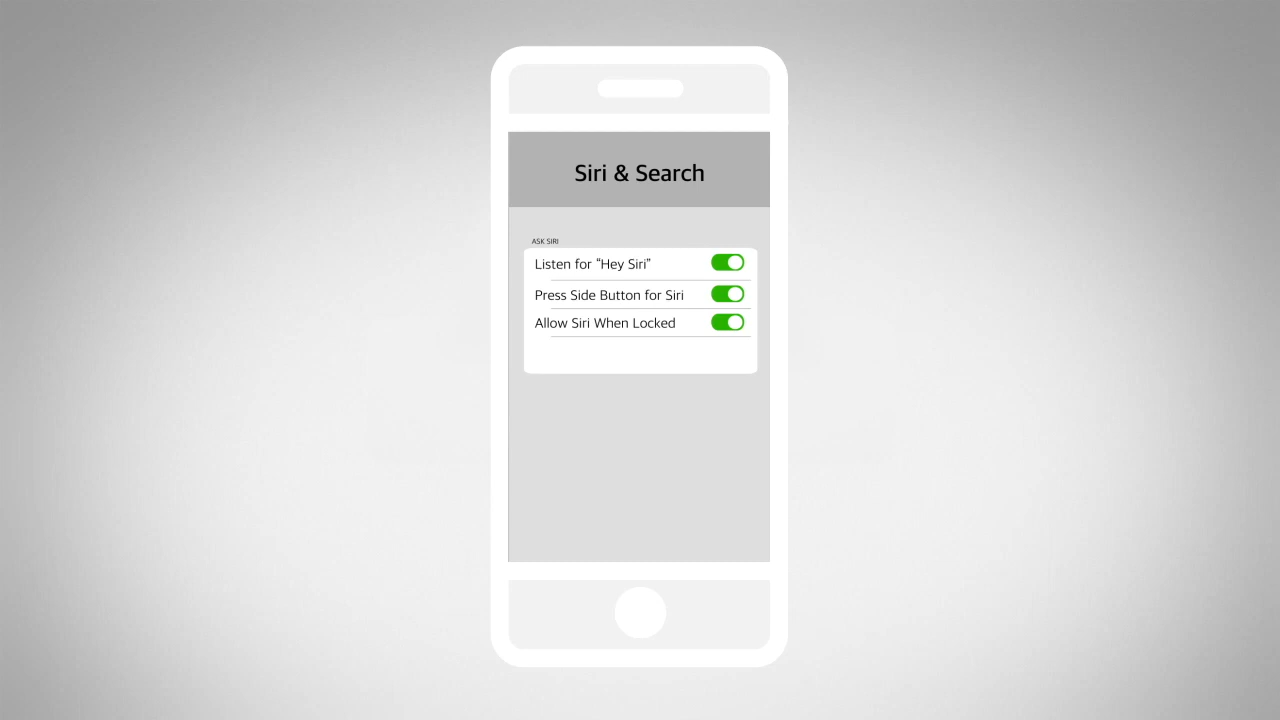 Siri & Search
ASK SIRI
Listen for “Hey Siri”
Press Side Button for Siri
Allow Siri When Locked